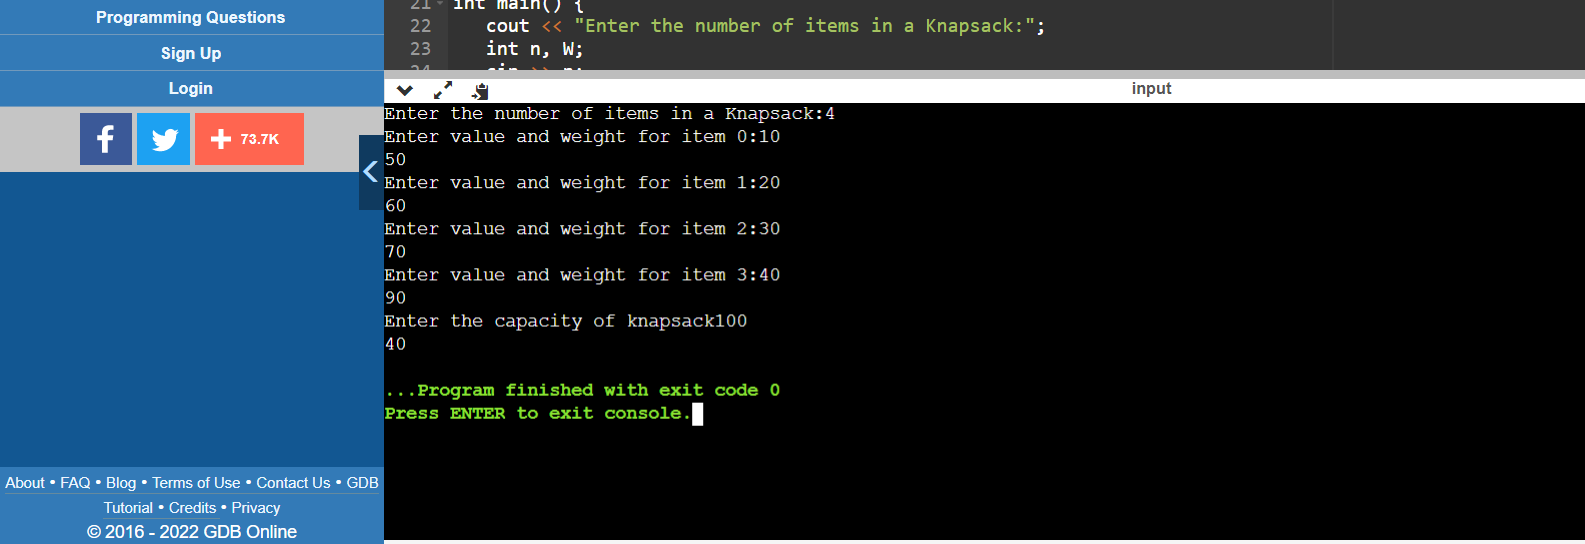 Programming Questions
Sign Up
Login
73.7K
About • FAQ • Blog • Terms of Use • Contact Us • GDB
Tutorial • Credits • Privacy
© 2016 - 2022 GDB Online
21 int main() {
22 cout << "Enter the number of items in a Knapsack:";
23 int n, W;
input
Enter the number of items in a Knapsack:4
Enter value and weight for item 0:10
50
Enter value and weight for item 1:20
60
Enter value and weight for item 2:30
70
Enter value and weight for item 3:40
90
Enter the capacity of knapsack100
40
...Program finished with exit code 0
Press ENTER to exit console.